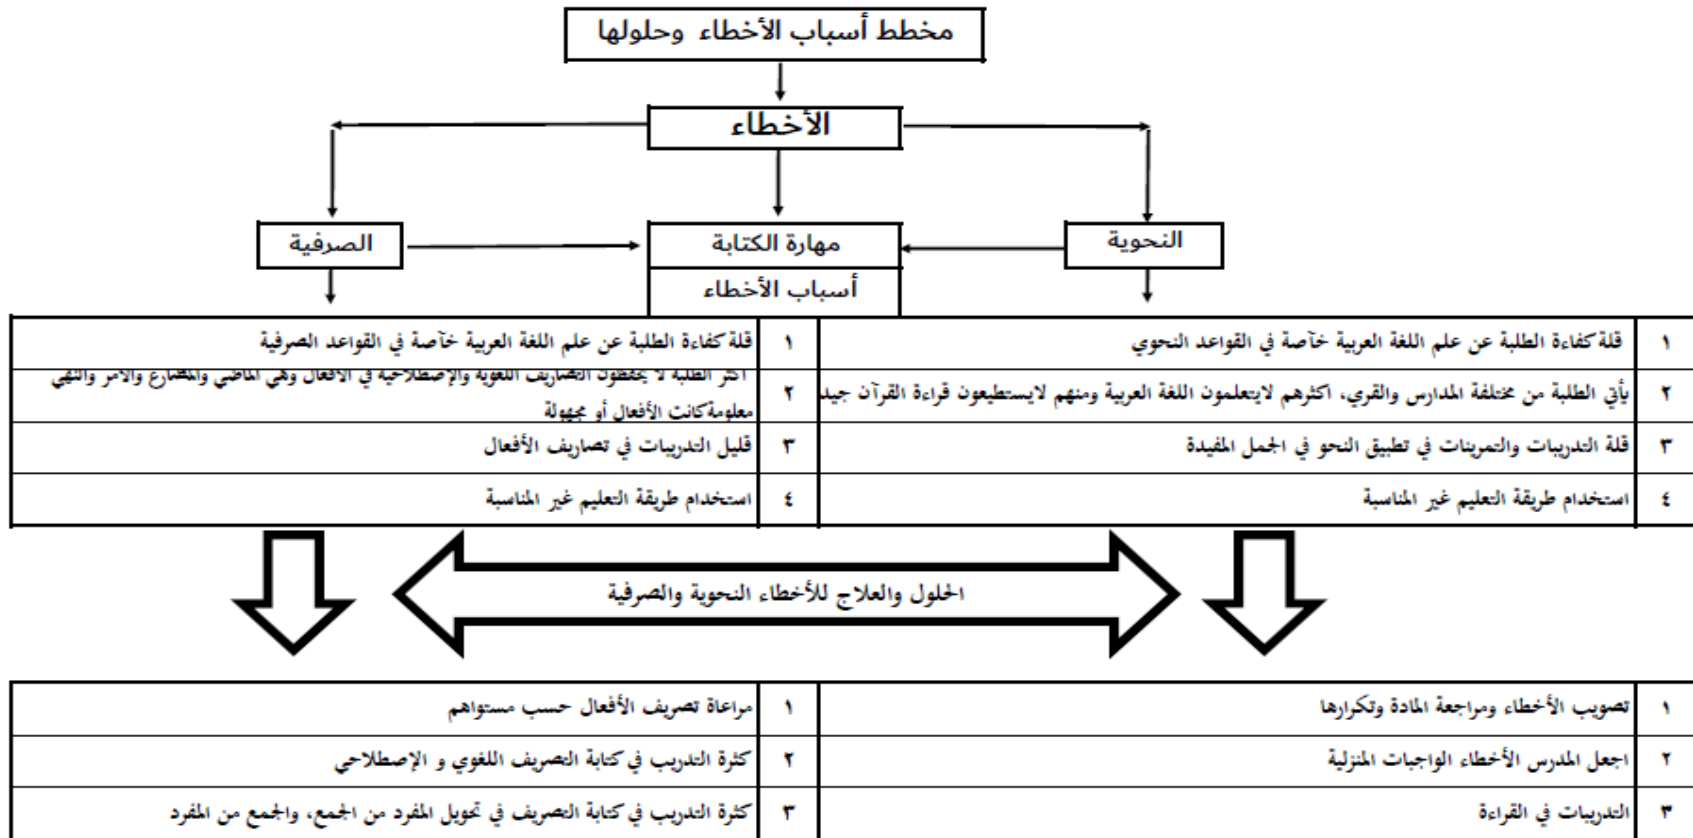 مخطط أسباب الأخطاء وحلولها
الأخطاء
النحوية
مهارة الكتابة
الصرفية
أسباب الأخطاء
١ قلة كفاءة الطلبة عن علم اللغة العربية خآصة في القواعد النحوي
١ قلة كفاءة الطلبة عن علم اللغة العربية خآصة في القواعد الصرفية
٢ يأتي الطلبة من مختلفة المدارس والقري، اكثرهم لايتعلمون اللغة العربية ومنهم لايستطيعون قراءة القرآن جيد
٢ اكثر الطلبة لا يحفظون التصاريف اللغوية والإصطلاحية في الأفعال وهي الماضي والمضارع والأمر والنهي
معلومة كانت الأفعال أو مجهولة
٣ قلة التدريبات والتمرينات في تطبيق النحو في الجمل المفيدة
٣ قليل التدريبات في تصاريف الأفعال
٤ استخدام طريقة التعليم غير المناسبة
٤ استخدام طريقة التعليم غير المناسبة
الحلول والعلاج للأخطاء النحوية والصرفية
١ تصويب الأخطاء ومراجعة المادة وتكرارها
١ مراعاة تصريف الأفعال حسب مستواهم
٢ اجعل المدرس الأخطاء الواجبات المنزلية
٢ كثرة التدريب في كتابة التصريف اللغوي و الإصطلاحي
٣ التدريبات في القراءة
٣ كثرة التدريب في كتابة التصريف في تحويل المفرد من الجمع، والجمع من المفرد